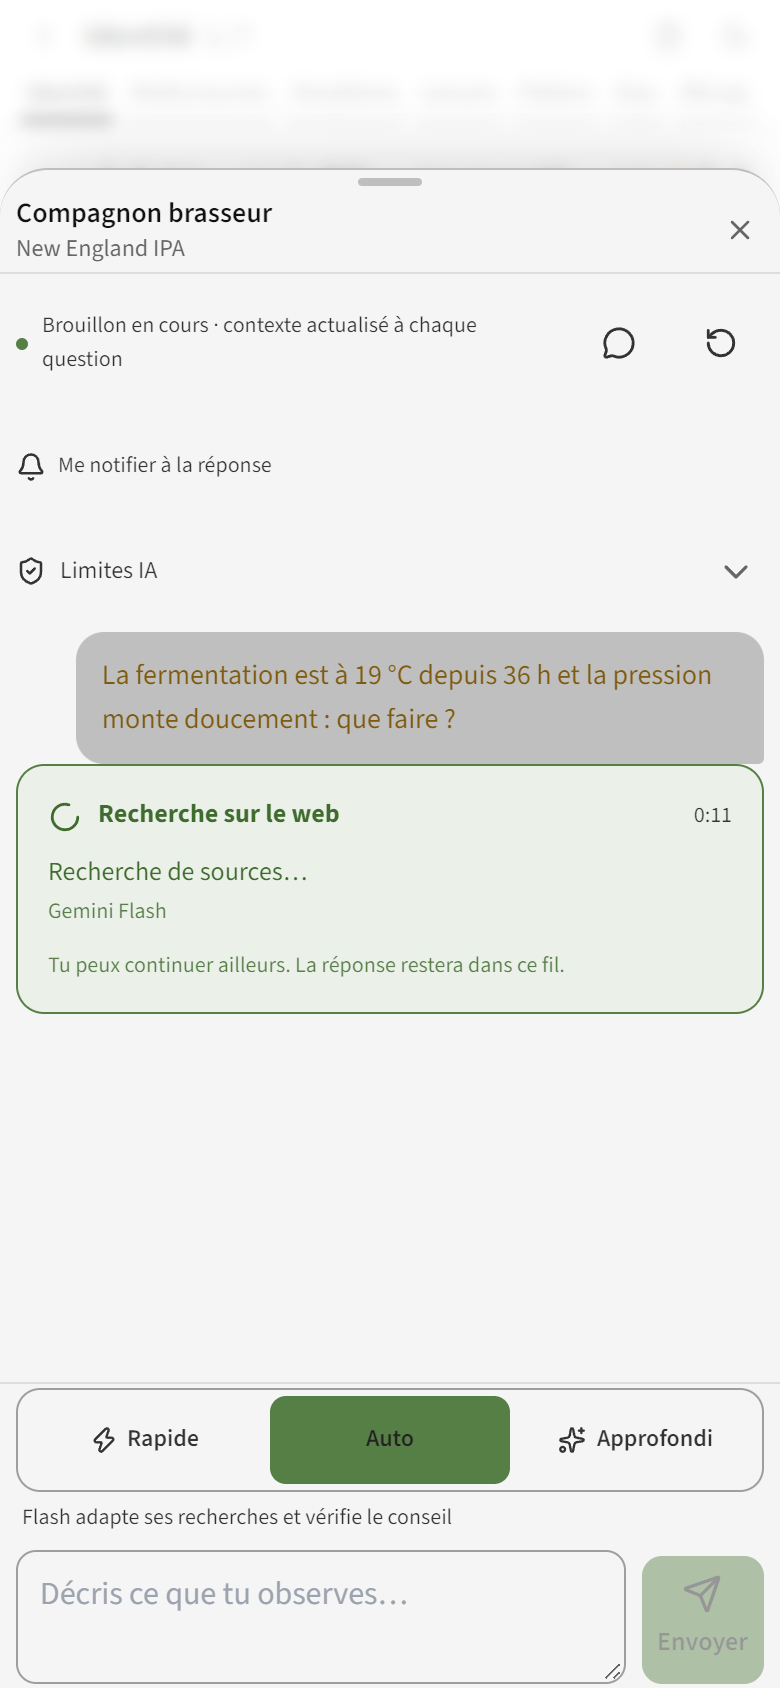 Compagnon brasseur
New England IPA
Brouillon en cours · contexte actualisé à chaque
question
Me notifier à la réponse
Limites IA
La fermentation est à 19 °C depuis 36 h et la pression
monte doucement : que faire ?
Recherche sur le web
0:11
Recherche de sources…
Gemini Flash
Tu peux continuer ailleurs. La réponse restera dans ce fil.
Rapide
Auto
Approfondi
Flash adapte ses recherches et vérifie le conseil
Décris ce que tu observes…
Envoyer